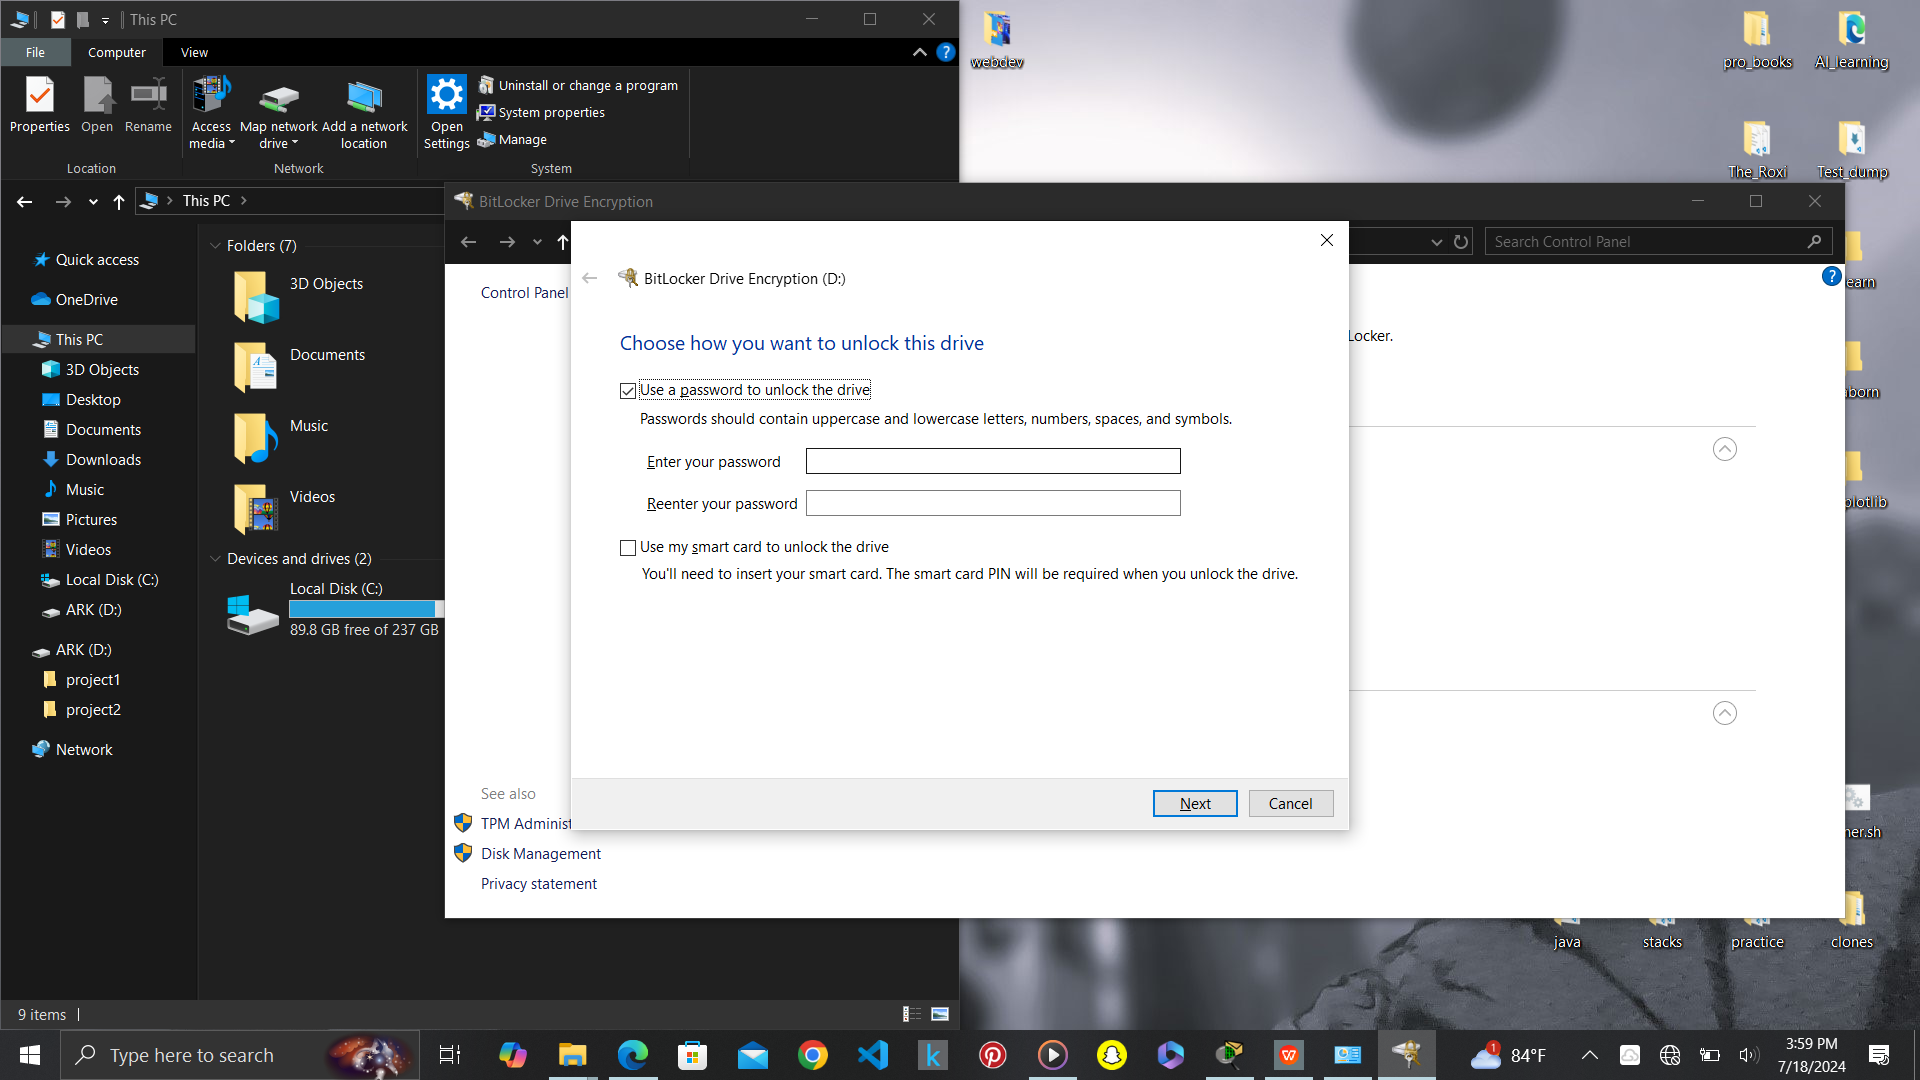 This PC
File
Computer
View
Properties
Open
Rename
Access media
Map network drive
Add a network location
Open Settings
Uninstall or change a program
System properties
Manage
Location
Network
System
This PC
Quick access
OneDrive
This PC
3D Objects
Desktop
Documents
Downloads
Music
Pictures
Videos
Local Disk (C:)
ARK (D:)
ARK (D:)
project1
project2
Network
Folders (7)
3D Objects
Documents
Music
Videos
Devices and drives (2)
Local Disk (C:)
89.8 GB free of 237 GB
9 items
BitLocker Drive Encryption
Search Control Panel
Control Panel
Locker.
See also
TPM Administ
Disk Management
Privacy statement
BitLocker Drive Encryption (D:)
Choose how you want to unlock this drive
Use a password to unlock the drive
Passwords should contain uppercase and lowercase letters, numbers, spaces, and symbols.
Enter your password
Reenter your password
Use my smart card to unlock the drive
You'll need to insert your smart card. The smart card PIN will be required when you unlock the drive.
Next
Cancel
webdev
pro_books
AI_learning
The_Roxi
Test_dump
earn
born
plotlib
ner.sh
java
stacks
practice
clones
Type here to search
1
84°F
3:59 PM
7/18/2024